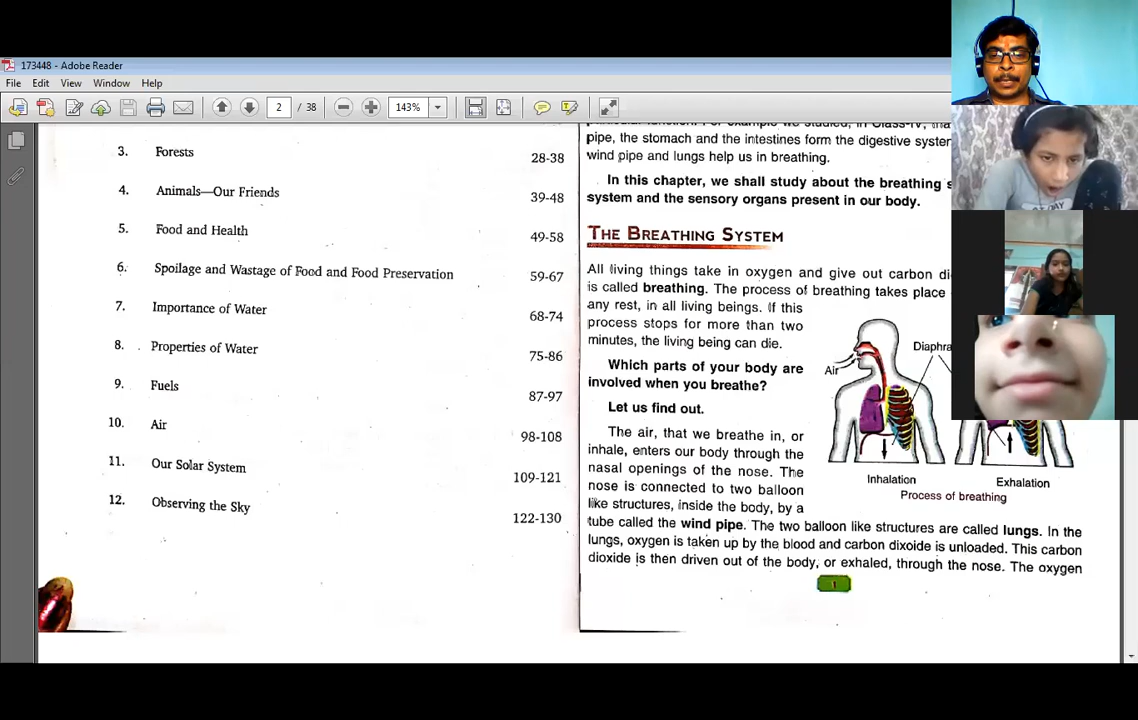 173448 - Adobe Reader
File Edit View Window Help
2 / 38 143%
3. Forests 28-38
4. Animals—Our Friends 39-48
5. Food and Health 49-58
6. Spoilage and Wastage of Food and Food Preservation 59-67
7. Importance of Water 68-74
8. Properties of Water 75-86
9. Fuels 87-97
10. Air 98-108
11. Our Solar System 109-121
12. Observing the Sky 122-130
pipe, the stomach and the intestines form the digestive system
wind pipe and lungs help us in breathing.
In this chapter, we shall study about the breathing
system and the sensory organs present in our body.
THE BREATHING SYSTEM
All living things take in oxygen and give out carbon
is called breathing. The process of breathing takes place
any rest, in all living beings. If this
process stops for more than two
minutes, the living being can die.
Which parts of your body are
involved when you breathe?
Let us find out.
The air, that we breathe in, or
inhale, enters our body through the
nasal openings of the nose. The
nose is connected to two balloon
like structures, inside the body, by a
tube called the wind pipe. The two balloon like structures are called lungs. In the
lungs, oxygen is taken up by the blood and carbon dixoide is unloaded. This carbon
dioxide is then driven out of the body, or exhaled, through the nose. The oxygen
Air
Diaphra
Inhalation
Exhalation
Process of breathing
1